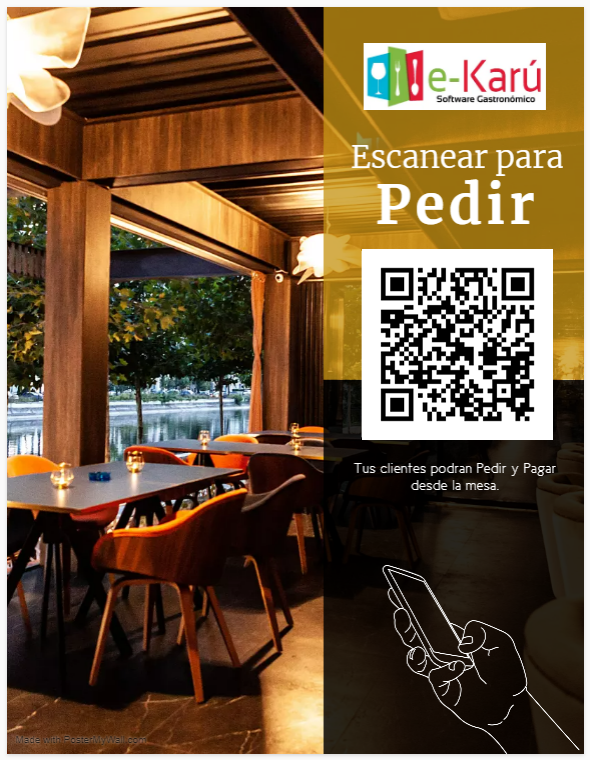 e-Karú
Software Gastronómico
Escanear para
Pedir
Tus clientes podran Pedir y Pagar
desde la mesa.
Made with PosterMyWall.com